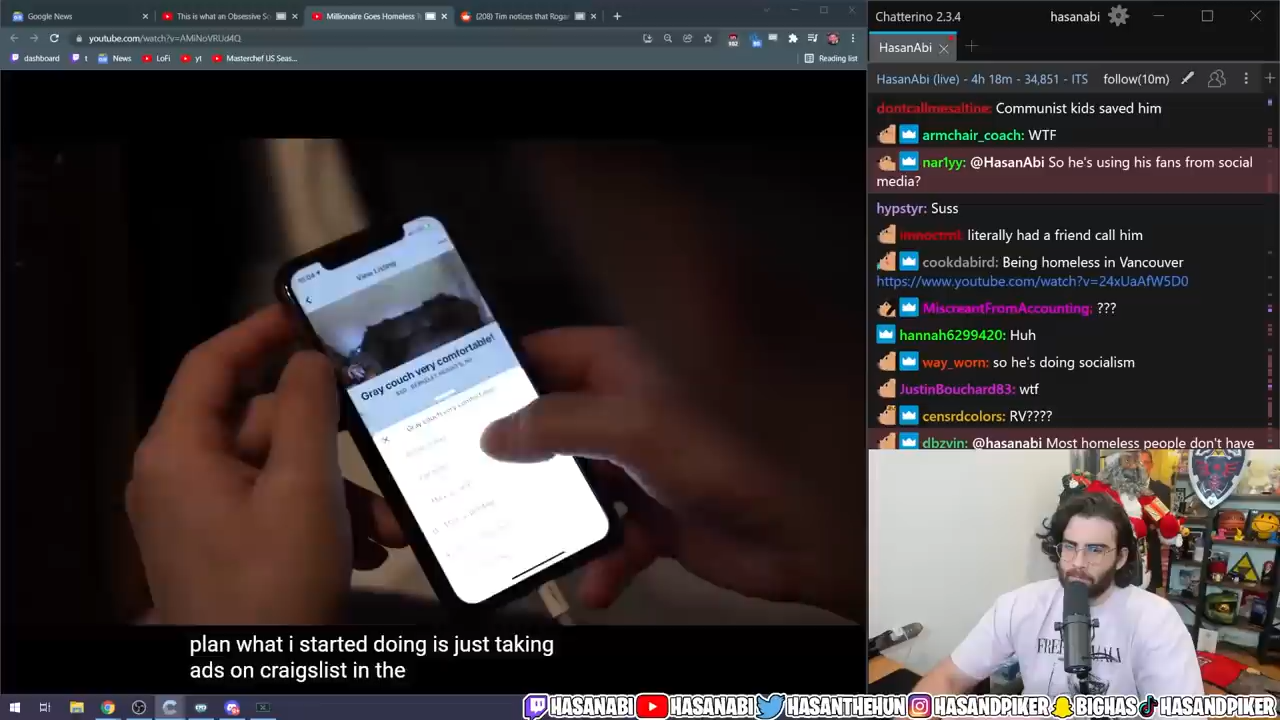 Google News
This is what an Obsessive So
Millionaire Goes Homeless
(208) Tim notices that Rogan
youtube.com/watch?v=AMiNoVRUd4Q
dashboard
t
News
LoFi
yt
Masterchef US Seas...
Reading list
View Listing
Gray couch very comfortable!
plan what i started doing is just taking
ads on craigslist in the
Chatterino 2.3.4
hasanabi
HasanAbi
HasanAbi (live) - 4h 18m - 34,851 - ITS
follow(10m)
dontcallmesaltine: Communist kids saved him
armchair_coach: WTF
nar1yy: @HasanAbi So he's using his fans from social
media?
hypstyr: Suss
literally had a friend call him
cookdabird: Being homeless in Vancouver
https://www.youtube.com/watch?v=24xUaAfW5D0
MiscreantFromAccounting: ???
hannah6299420: Huh
way_worn: so he's doing socialism
JustinBouchard83: wtf
censrdcolors: RV????
dbzvin: @hasanabi Most homeless people don't have
HASANABI
HASANABI
HASANTHEHUN
HASANDPIKER
BIGHAS
HASANDPIKER